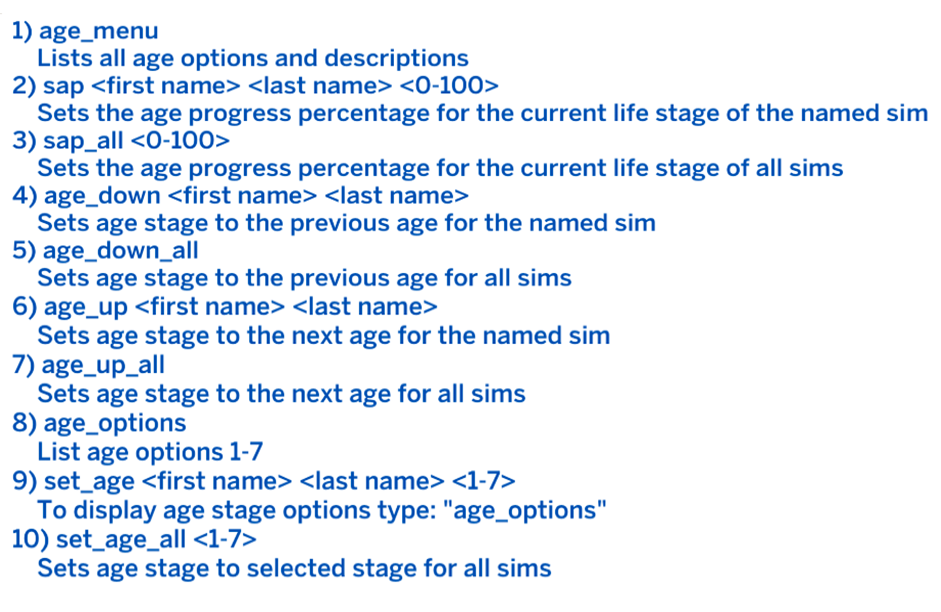 1) age_menu
Lists all age options and descriptions
2) sap <first name> <last name> <0-100>
Sets the age progress percentage for the current life stage of the named sim
3) sap_all <0-100>
Sets the age progress percentage for the current life stage of all sims
4) age_down <first name> <last name>
Sets age stage to the previous age for the named sim
5) age_down_all
Sets age stage to the previous age for all sims
6) age_up <first name> <last name>
Sets age stage to the next age for the named sim
7) age_up_all
Sets age stage to the next age for all sims
8) age_options
List age options 1-7
9) set_age <first name> <last name> <1-7>
To display age stage options type: "age_options"
10) set_age_all <1-7>
Sets age stage to selected stage for all sims